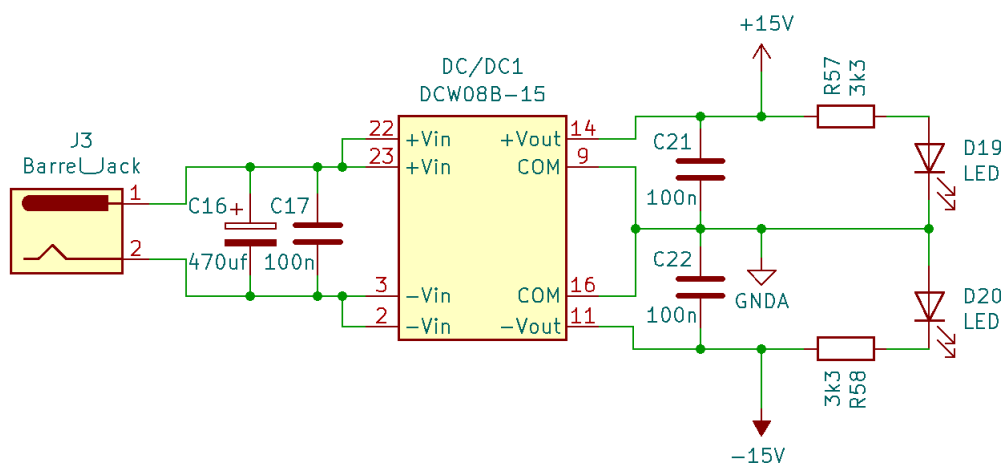 J3
Barrel_Jack
1
2
C16
+
470uf
C17
100n
DC/DC1
DCW08B-15
22
+Vin
23
+Vin
3
-Vin
2
-Vin
+Vout
14
COM
9
COM
16
-Vout
11
C21
100n
C22
100n
+15V
GNDA
-15V
R57
3k3
D19
LED
D20
LED
3k3
R58